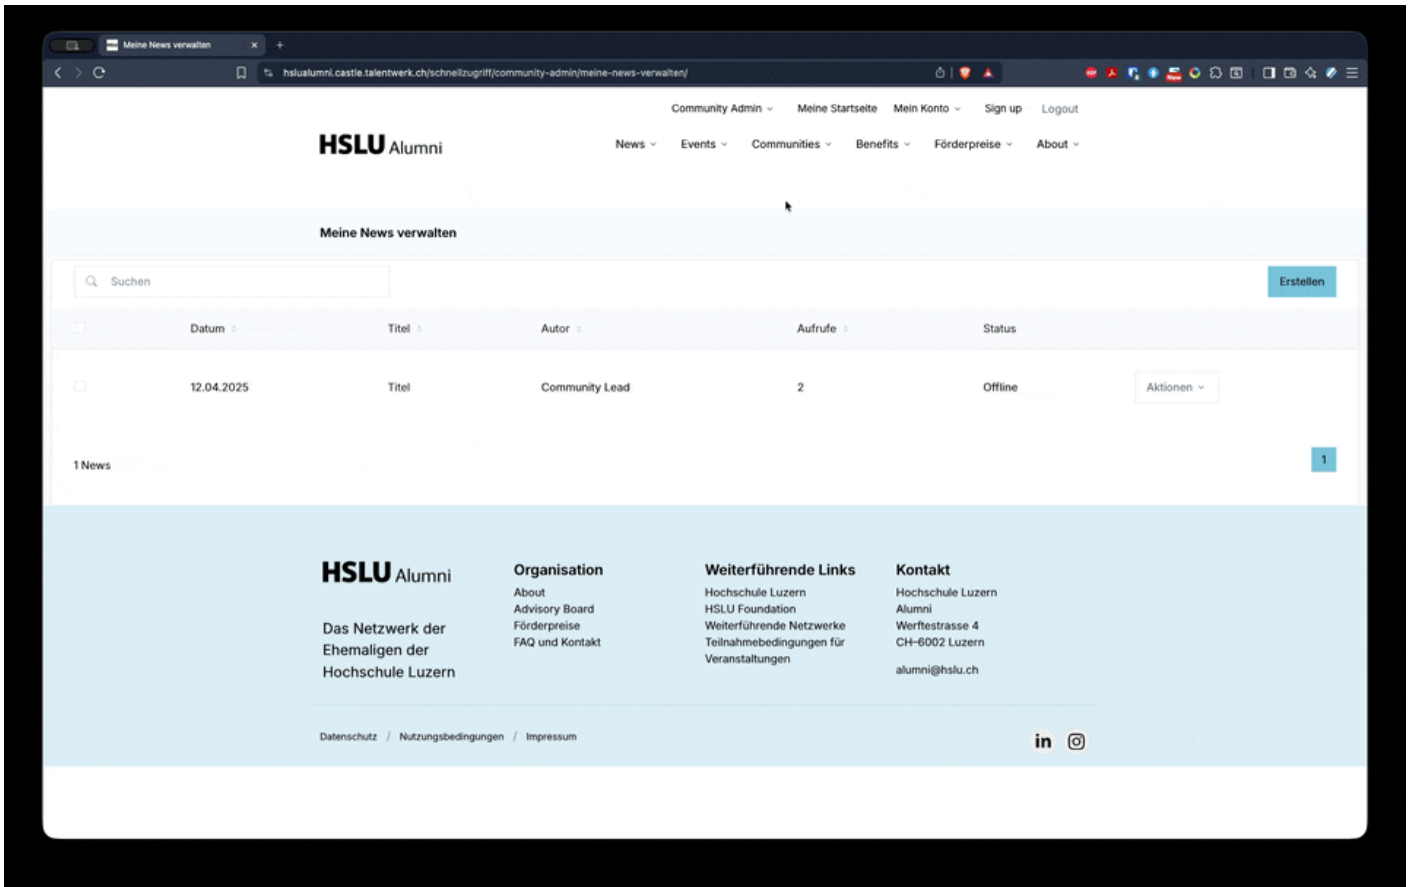 Meine News verwalten
hslualumni.castle.talentwerk.ch/schnellzugriff/community-admin/meine-news-verwalten/
Community Admin Meine Startseite Mein Konto Sign up Logout
HSLU Alumni News Events Communities Benefits Förderpreise About
Meine News verwalten
Suchen Erstellen
Datum Titel Autor Aufrufe Status
12.04.2025 Titel Community Lead 2 Offline Aktionen
1 News 1
HSLU Alumni
Das Netzwerk der
Ehemaligen der
Hochschule Luzern
Organisation
About
Advisory Board
Förderpreise
FAQ und Kontakt
Weiterführende Links
Hochschule Luzern
HSLU Foundation
Weiterführende Netzwerke
Teilnahmebedingungen für
Veranstaltungen
Kontakt
Hochschule Luzern
Alumni
Werftestrasse 4
CH–6002 Luzern
alumni@hslu.ch
Datenschutz / Nutzungsbedingungen / Impressum
in